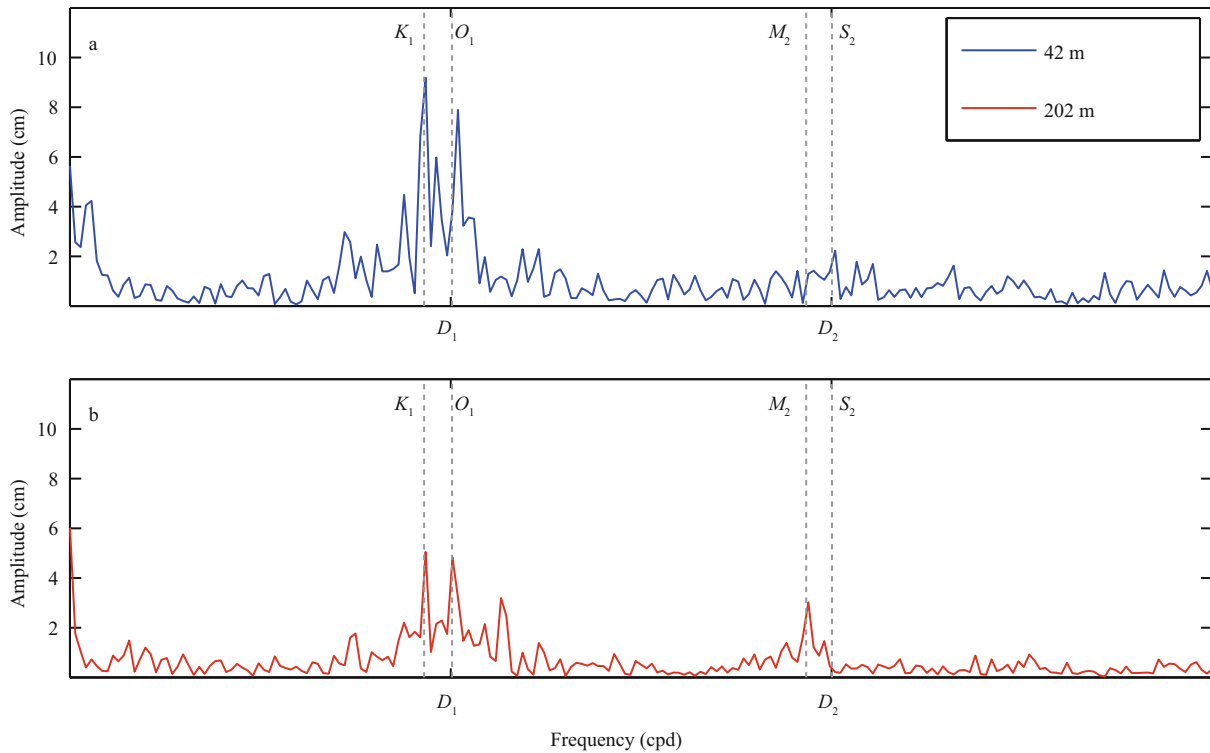 a
K1
O1
M2
S2
42 m
202 m
10
8
6
4
2
Amplitude (cm)
D1
D2
b
K1
O1
M2
S2
10
8
6
4
2
Amplitude (cm)
D1
D2
Frequency (cpd)